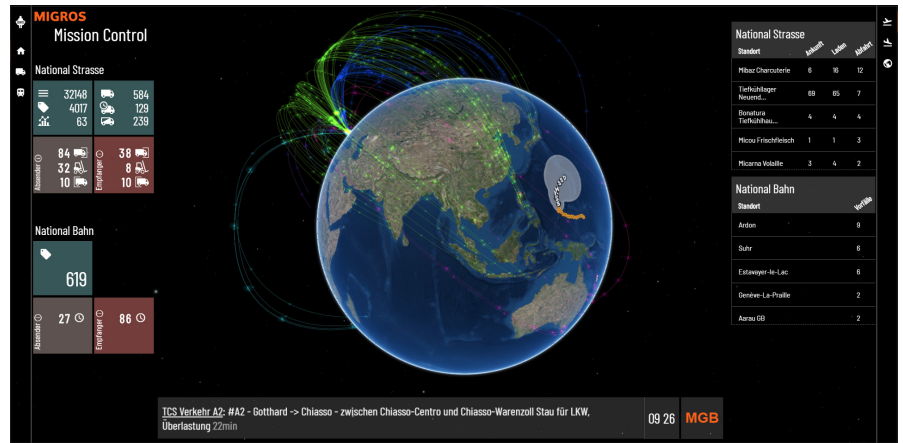 MIGROS
Mission Control
National Strasse
32148
4017
63
584
129
239
Absender
84
32
10
Empfänger
38
8
10
National Bahn
619
Absender
27
Empfänger
86
National Strasse
Standort Ankunft Laden Abfahrt
Mibaz Charcuterie 6 16 12
Tiefkühllager
Neuend... 69 65 7
Bonatura
Tiefkühlhau... 4 4 4
Micou Frischfleisch 1 1 3
Micarna Volaille 3 4 2
National Bahn
Standort Vorfälle
Ardon 9
Suhr 6
Estavayer-le-Lac 6
Genève-La-Praille 2
Aarau GB 2
TCS Verkehr A2: #A2 - Gotthard -> Chiasso - zwischen Chiasso-Centro und Chiasso-Warenzoll Stau für LKW,
Überlastung 22min
09 26
MGB